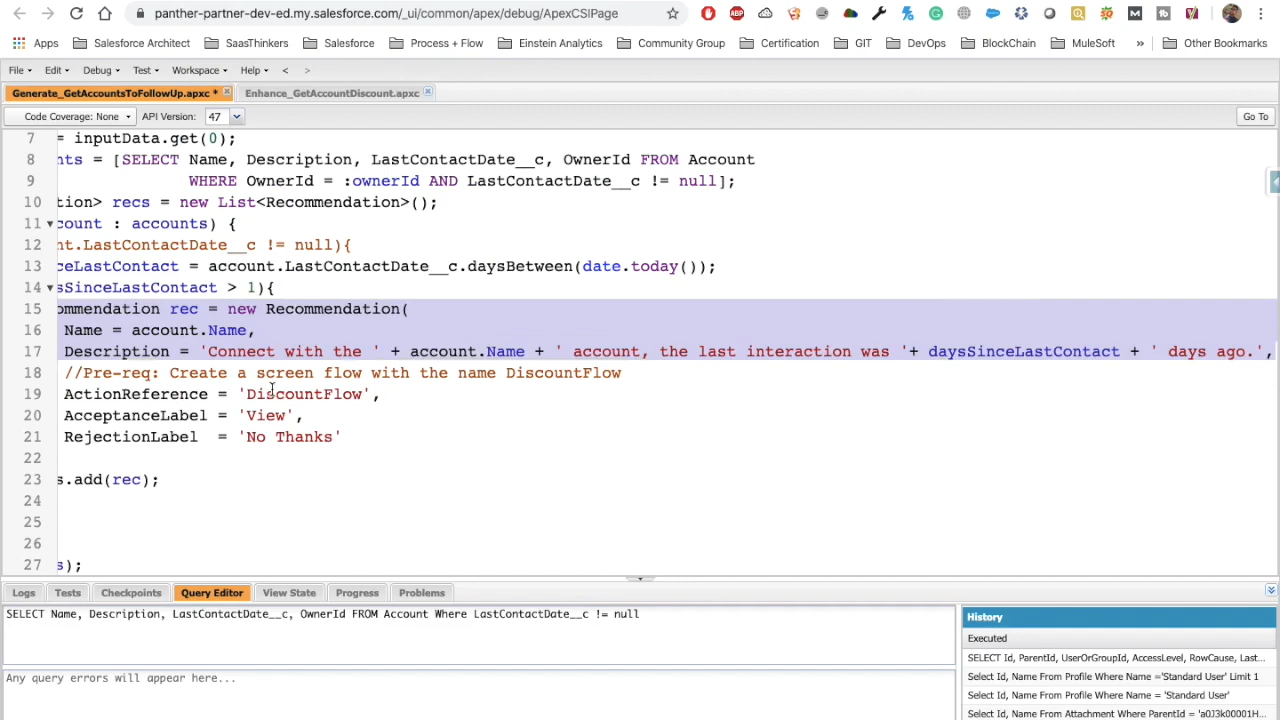 panther-partner-dev-ed.my.salesforce.com/_ui/common/apex/debug/ApexCSIPage
Apps Salesforce Architect SaasThinkers Salesforce Process + Flow Einstein Analytics Community Group Certification GIT DevOps BlockChain MuleSoft » Other Bookmarks
File Edit Debug Test Workspace Help < >
Generate_GetAccountsToFollowUp.apxc * Enhance_GetAccountDiscount.apxc
Code Coverage: None API Version: 47 Go To
7 = inputData.get(0);
8 nts = [SELECT Name, Description, LastContactDate__c, OwnerId FROM Account
9 WHERE OwnerId = :ownerId AND LastContactDate__c != null];
10 tion> recs = new List<Recommendation>();
11 count : accounts) {
12 nt.LastContactDate__c != null){
13 nceLastContact = account.LastContactDate__c.daysBetween(date.today());
14 sSinceLastContact > 1){
15 ommendation rec = new Recommendation(
16 Name = account.Name,
17 Description = 'Connect with the ' + account.Name + ' account, the last interaction was '+ daysSinceLastContact + ' days ago.',
18 //Pre-req: Create a screen flow with the name DiscountFlow
19 ActionReference = 'DiscountFlow',
20 AcceptanceLabel = 'View',
21 RejectionLabel = 'No Thanks'
22
23 s.add(rec);
24
25
26
27 s);
Logs Tests Checkpoints Query Editor View State Progress Problems
SELECT Name, Description, LastContactDate__c, OwnerId FROM Account Where LastContactDate__c != null
Any query errors will appear here...
History
Executed
SELECT Id, ParentId, UserOrGroupId, AccessLevel, RowCause, Last...
Select Id, Name From Profile Where Name ='Standard User' Limit 1
Select Id, Name From Profile Where Name = 'Standard User'
Select Id, Name From Attachment Where ParentId = 'a0J3k00001H...